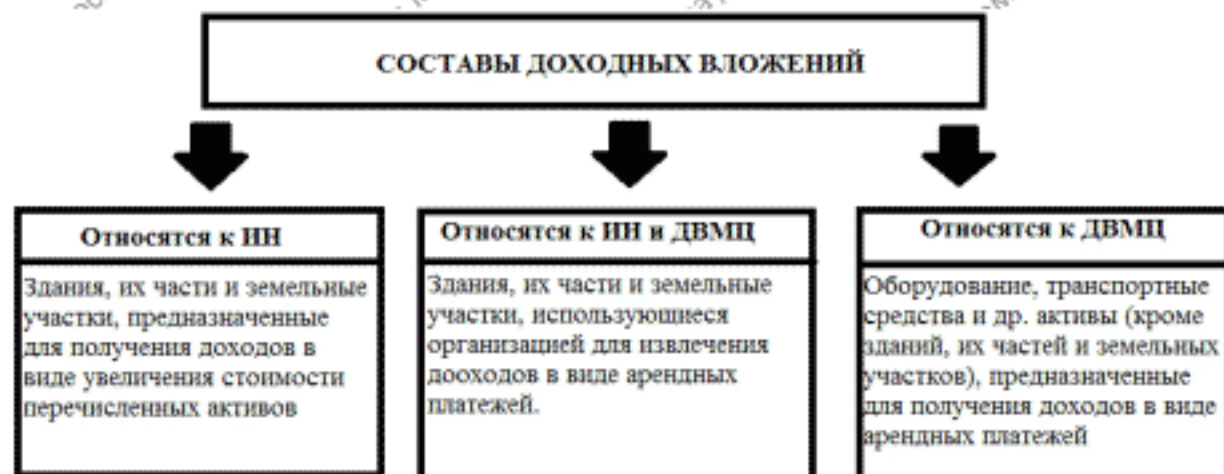 СОСТАВЫ ДОХОДНЫХ ВЛОЖЕНИЙ
Относятся к ИН
Здания, их части и земельные
участки, предназначенные
для получения доходов в
виде увеличения стоимости
перечисленных активов
Относятся к ИН и ДВМЦ
Здания, их части и земельные
участки, использующиеся
организацией для извлечения
дооходов в виде арендных
платежей.
Относятся к ДВМЦ
Оборудование, транспортные
средства и др. активы (кроме
зданий, их частей и земельных
участков), предназначенные
для получения доходов в виде
арендных платежей